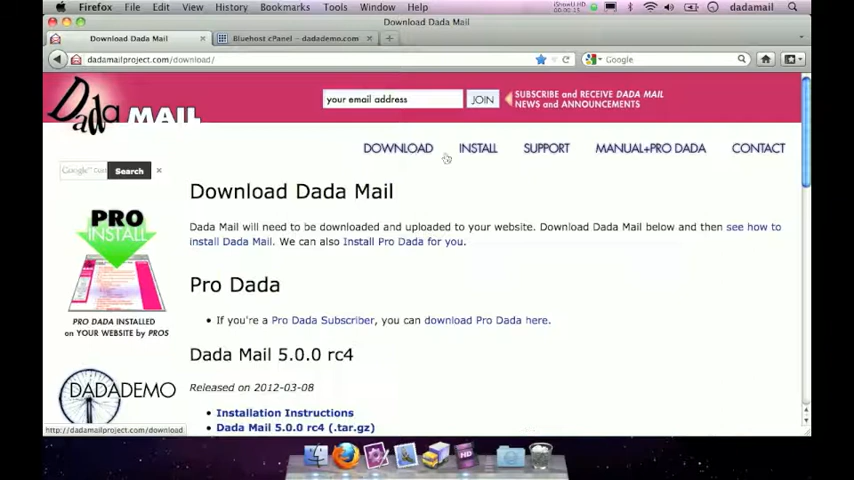 Firefox File Edit View History Bookmarks Tools Window Help
dadamail
Download Dada Mail
Download Dada Mail
Bluehost cPanel – dadademo.com
dadamailproject.com/download/
Google
Dada MAIL
your email address
JOIN
SUBSCRIBE and RECEIVE DADA MAIL
NEWS and ANNOUNCEMENTS
DOWNLOAD INSTALL SUPPORT MANUAL+PRO DADA CONTACT
Search
Download Dada Mail
Dada Mail will need to be downloaded and uploaded to your website. Download Dada Mail below and then see how to
install Dada Mail. We can also Install Pro Dada for you.
PRO
INSTALL
PRO DADA INSTALLED
on YOUR WEBSITE by PROS
DADADEMO
Pro Dada
If you're a Pro Dada Subscriber, you can download Pro Dada here.
Dada Mail 5.0.0 rc4
Released on 2012-03-08
Installation Instructions
Dada Mail 5.0.0 rc4 (.tar.gz)
http://dadamailproject.com/download
HD